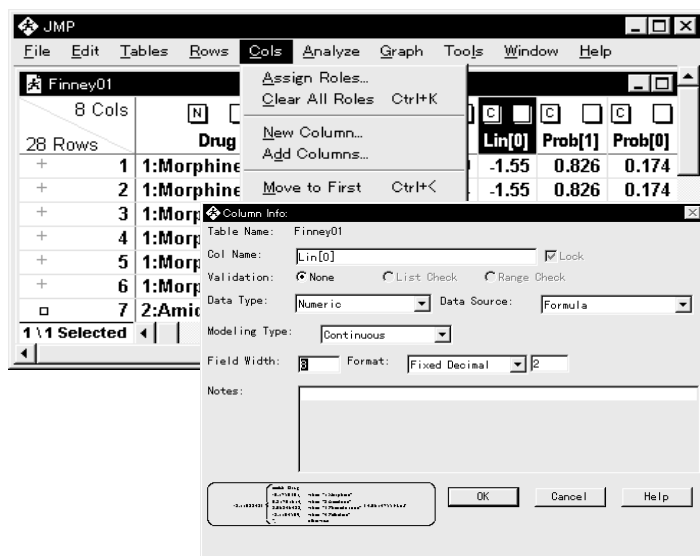 JMP
File Edit Tables Rows Cols Analyze Graph Tools Window Help
Finney01
Assign Roles...
Clear All Roles Ctrl+K
New Column...
Add Columns...
Move to First Ctrl+<
8 Cols N C C C
28 Rows Drug Lin[0] Prob[1] Prob[0]
1 1:Morphine -1.55 0.826 0.174
2 1:Morphine -1.55 0.826 0.174
3 1:Morp
4 1:Morp
5 1:Morp
6 1:Morp
7 2:Amid
1\1 Selected
Column Info:
Table Name: Finney01
Col Name: Lin[0] Lock
Validation: None List Check Range Check
Data Type: Numeric Data Source: Formula
Modeling Type: Continuous
Field Width: 8 Format: Fixed Decimal 2
Notes:
OK Cancel Help